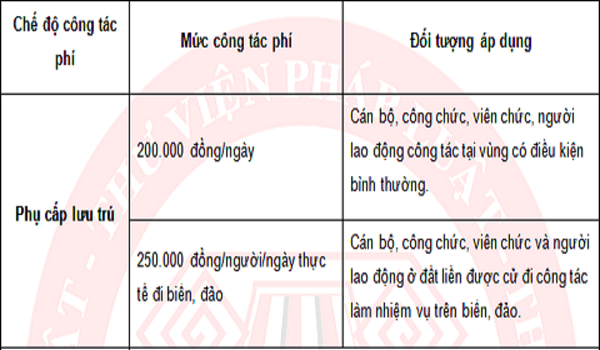 Chế độ công tác
phí
Mức công tác phí
Đối tượng áp dụng
Phụ cấp lưu trú
200.000 đồng/ngày
Cán bộ, công chức, viên chức, người
lao động công tác tại vùng có điều kiện
bình thường.
250.000 đồng/người/ngày thực
tế đi biển, đảo
Cán bộ, công chức, viên chức và người
lao động ở đất liền được cử đi công tác
làm nhiệm vụ trên biển, đảo.
THƯ VIỆN PHÁP LUẬT